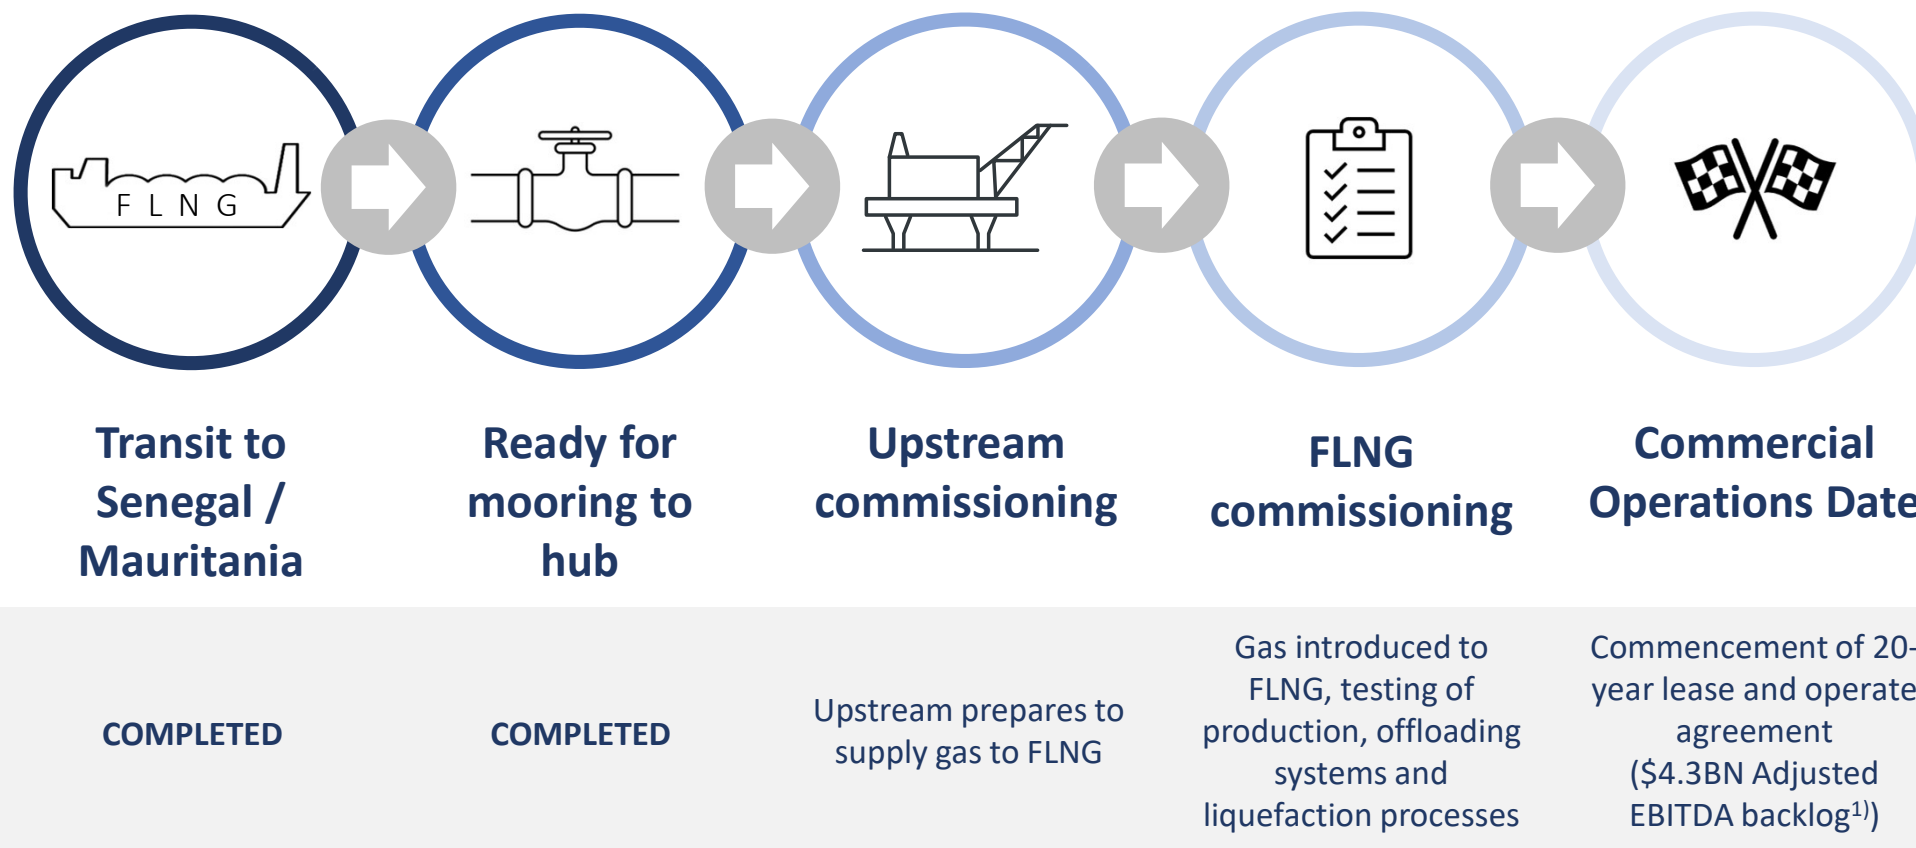 FLNG
Transit to
Senegal /
Mauritania
COMPLETED
Ready for
mooring to
hub
COMPLETED
Upstream
commissioning
Upstream prepares to
supply gas to FLNG
FLNG
commissioning
Gas introduced to
FLNG, testing of
production, offloading
systems and
liquefaction processes
Commercial
Operations Date
Commencement of 20-
year lease and operate
agreement
($4.3BN Adjusted
EBITDA backlog¹⁾)